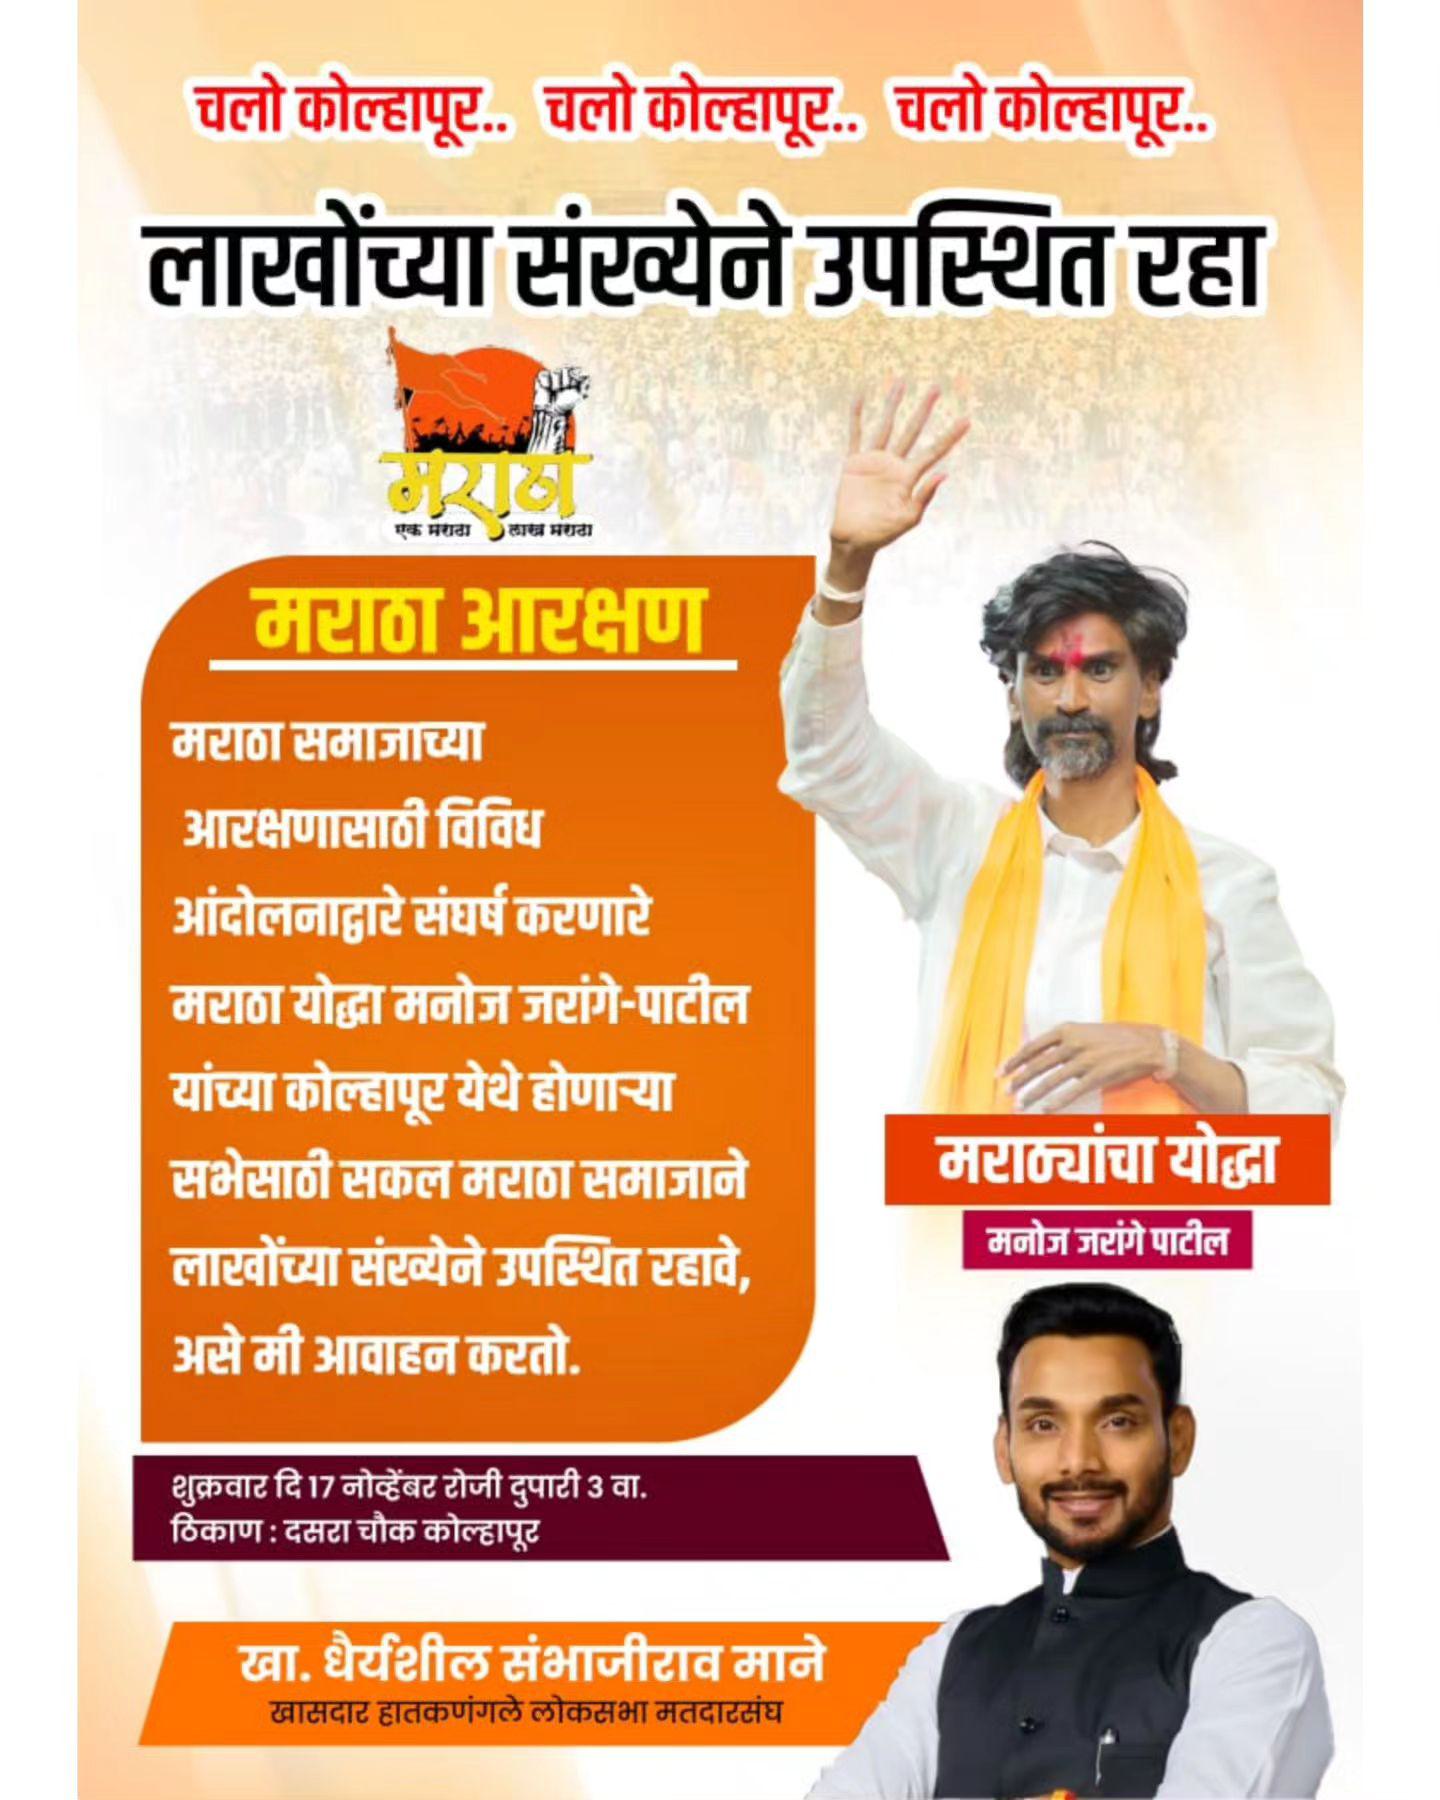 चलो कोल्हापूर.. चलो कोल्हापूर.. चलो कोल्हापूर..
लाखोंच्या संख्येने उपस्थित रहा
मराठा
एक मराठा लाख मराठा
मराठा आरक्षण
मराठा समाजाच्या
आरक्षणासाठी विविध
आंदोलनाद्वारे संघर्ष करणारे
मराठा योद्धा मनोज जरांगे-पाटील
यांच्या कोल्हापूर येथे होणाऱ्या
सभेसाठी सकल मराठा समाजाने
लाखोंच्या संख्येने उपस्थित रहावे,
असे मी आवाहन करतो.
मराठ्यांचा योद्धा
मनोज जरांगे पाटील
शुक्रवार दि 17 नोव्हेंबर रोजी दुपारी 3 वा.
ठिकाण : दसरा चौक कोल्हापूर
खा. धैर्यशील संभाजीराव माने
खासदार हातकणंगले लोकसभा मतदारसंघ